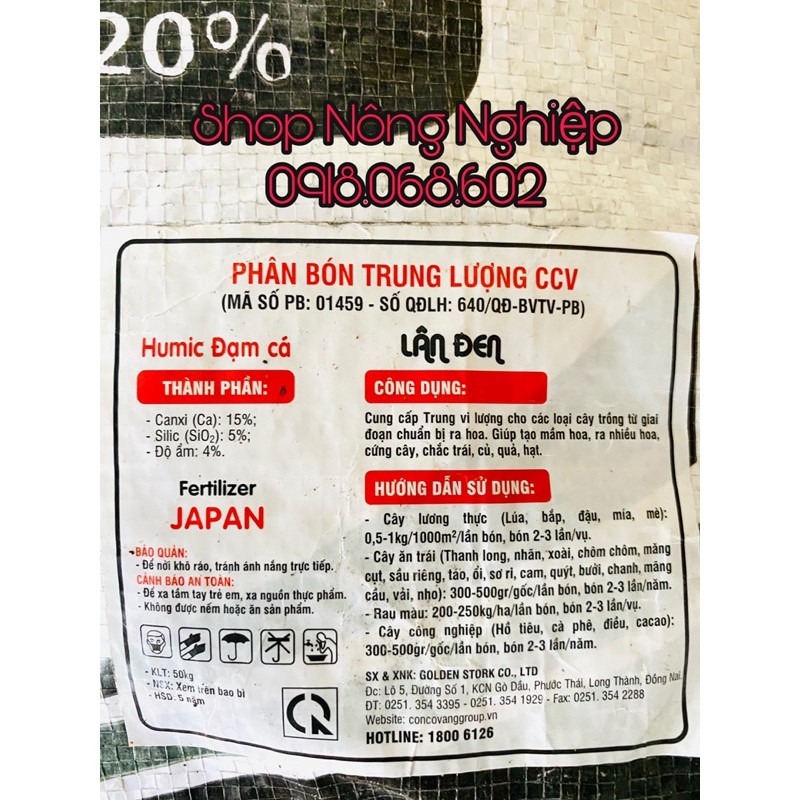 20%
Shop Nông Nghiệp
0918.068.602
PHÂN BÓN TRUNG LƯỢNG CCV
(MÃ SỐ PB: 01459 - SỐ QĐLH: 640/QĐ-BVTV-PB)
Humic Đạm cá
THÀNH PHẦN:
- Canxi (Ca): 15%;
- Silic (SiO₂): 5%;
- Độ ẩm: 4%.
Fertilizer
JAPAN
BẢO QUẢN:
- Để nơi khô ráo, tránh ánh nắng trực tiếp.
CẢNH BÁO AN TOÀN:
- Để xa tầm tay trẻ em, xa nguồn thực phẩm.
- Không được nếm hoặc ăn sản phẩm.
- KLT: 50kg
- NSX: Xem trên bao bì
- HSD: 5 năm
LÂN ĐEN
CÔNG DỤNG:
Cung cấp Trung vi lượng cho các loại cây trồng từ giai
đoạn chuẩn bị ra hoa. Giúp tạo mầm hoa, ra nhiều hoa,
cứng cây, chắc trái, củ, quả, hạt.
HƯỚNG DẪN SỬ DỤNG:
- Cây lương thực (Lúa, bắp, đậu, mía, mè):
0,5-1kg/1000m²/lần bón, bón 2-3 lần/vụ.
- Cây ăn trái (Thanh long, nhãn, xoài, chôm chôm, măng
cụt, sầu riêng, táo, ổi, sơ ri, cam, quýt, bưởi, chanh, mãng
cầu, vải, nho): 300-500gr/gốc/lần bón, bón 2-3 lần/năm.
- Rau màu: 200-250kg/ha/lần bón, bón 2-3 lần/vụ.
- Cây công nghiệp (Hồ tiêu, cà phê, điều, cacao):
300-500gr/gốc/lần bón, bón 2-3 lần/năm.
SX & XNK: GOLDEN STORK CO., LTD
Đc: Lô 5, Đường Số 1, KCN Gò Dầu, Phước Thái, Long Thành, Đồng Nai.
ĐT: 0251. 354 3395 - 0251. 354 1929 - Fax: 0251. 354 2288
Website: concovanggroup.vn
HOTLINE: 1800 6126